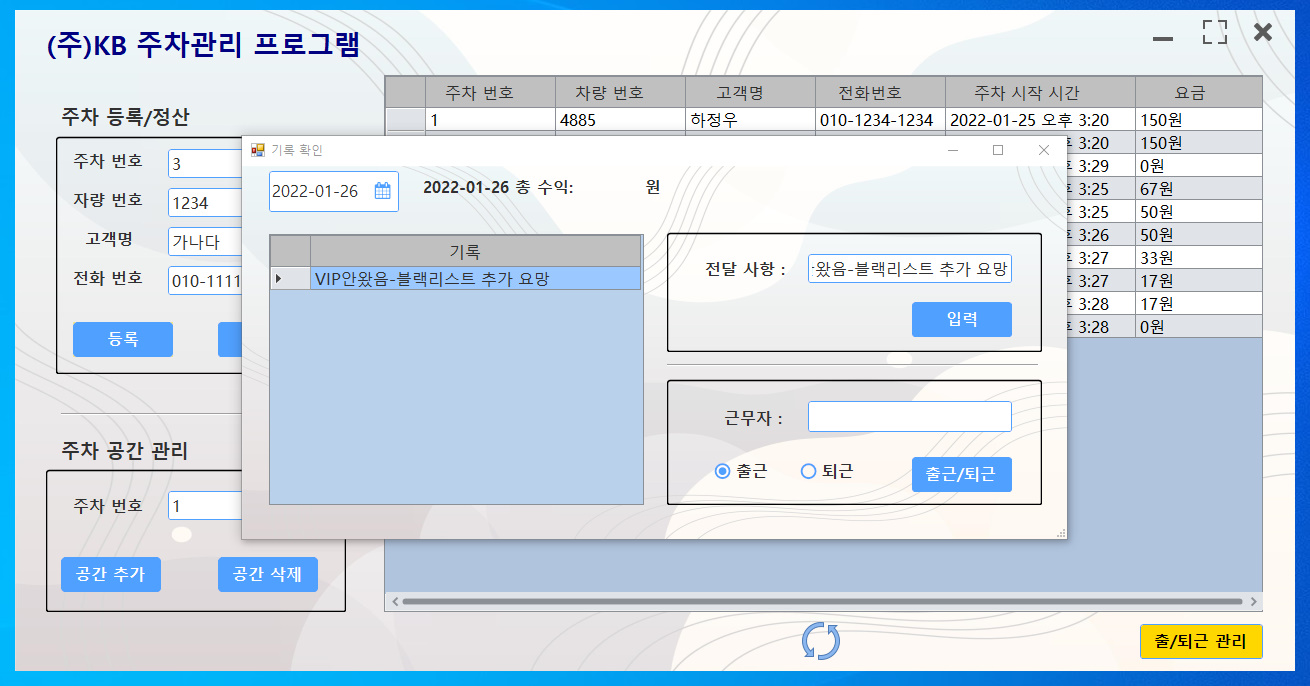 (주)KB 주차관리 프로그램
주차 등록/정산
주차 번호 3
자량 번호 1234
고객명 가나다
전화 번호 010-1111
등록
주차 공간 관리
주차 번호 1
공간 추가 공간 삭제
주차 번호 차량 번호 고객명 전화번호 주차 시작 시간 요금
1 4885 하정우 010-1234-1234 2022-01-25 오후 3:20 150원
3:20 150원
3:29 0원
3:25 67원
3:25 50원
3:26 50원
3:27 33원
3:27 17원
3:28 17원
3:28 0원
기록 확인
2022-01-26 2022-01-26 총 수익: 원
기록
VIP안왔음-블랙리스트 추가 요망
전달 사항 : 왔음-블랙리스트 추가 요망
입력
근무자 :
출근 퇴근 출근/퇴근
출/퇴근 관리